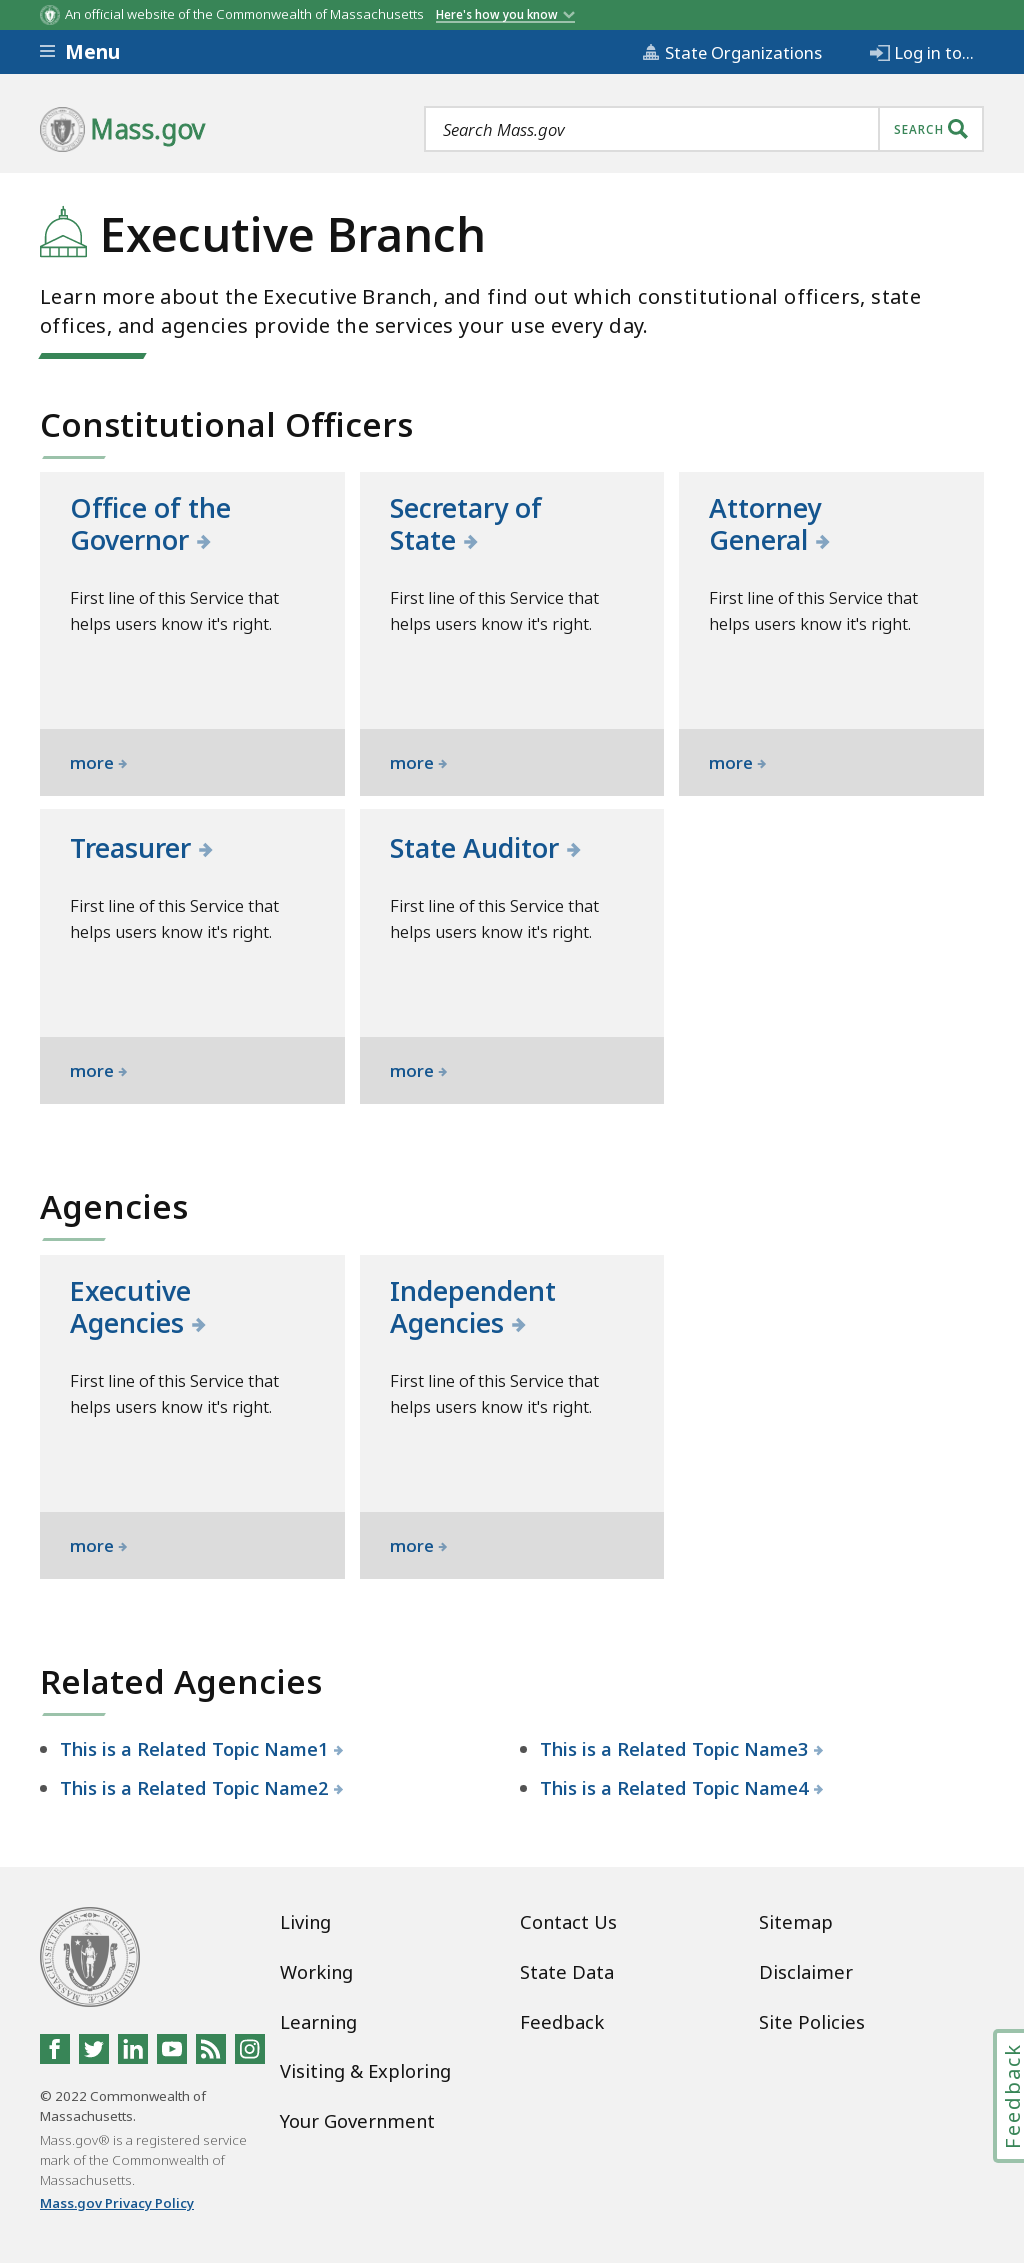 An official website of the Commonwealth of Massachusetts Here's how you know
Menu State Organizations Log in to...
Mass.gov Search Mass.gov SEARCH
Executive Branch
Learn more about the Executive Branch, and find out which constitutional officers, state
offices, and agencies provide the services your use every day.
Constitutional Officers
Office of the
Governor
First line of this Service that
helps users know it's right.
more
Secretary of
State
First line of this Service that
helps users know it's right.
more
Attorney
General
First line of this Service that
helps users know it's right.
more
Treasurer
First line of this Service that
helps users know it's right.
more
State Auditor
First line of this Service that
helps users know it's right.
more
Agencies
Executive
Agencies
First line of this Service that
helps users know it's right.
more
Independent
Agencies
First line of this Service that
helps users know it's right.
more
Related Agencies
This is a Related Topic Name1
This is a Related Topic Name2
This is a Related Topic Name3
This is a Related Topic Name4
SIGILLUM REIPUBLICÆ MASSACHUSETTENSIS
© 2022 Commonwealth of
Massachusetts.
Mass.gov® is a registered service
mark of the Commonwealth of
Massachusetts.
Mass.gov Privacy Policy
Living
Working
Learning
Visiting & Exploring
Your Government
Contact Us
State Data
Feedback
Sitemap
Disclaimer
Site Policies
Feedback